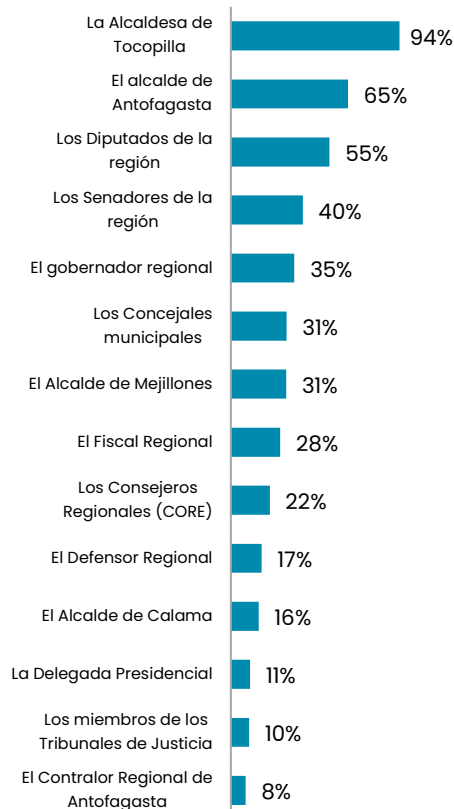 La Alcaldesa de
Tocopilla
94%
El alcalde de
Antofagasta
65%
Los Diputados de la
región
55%
Los Senadores de la
región
40%
El gobernador regional
35%
Los Concejales
municipales
31%
El Alcalde de Mejillones
31%
El Fiscal Regional
28%
Los Consejeros
Regionales (CORE)
22%
El Defensor Regional
17%
El Alcalde de Calama
16%
La Delegada Presidencial
11%
Los miembros de los
Tribunales de Justicia
10%
El Contralor Regional de
Antofagasta
8%